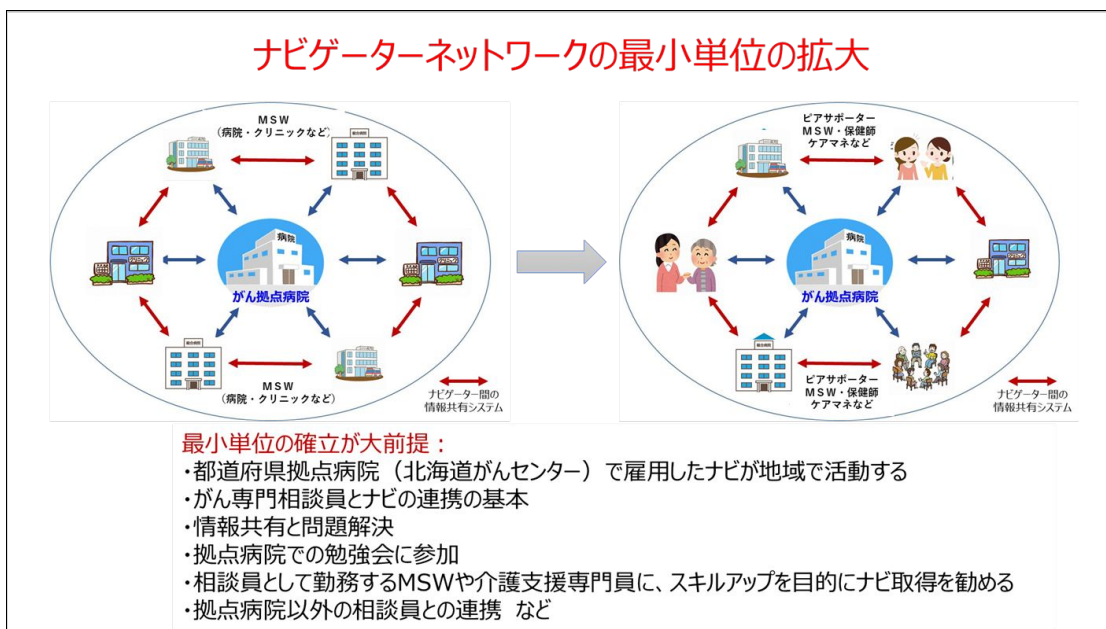 ナビゲーターネットワークの最小単位の拡大
MSW
(病院・クリニックなど)
総合病院
病院
がん拠点病院
総合病院
MSW
(病院・クリニックなど)
ナビゲーター間の
情報共有システム
ピアサポーター
MSW・保健師
ケアマネなど
病院
がん拠点病院
総合病院
ピアサポーター
MSW・保健師
ケアマネなど
ナビゲーター間の
情報共有システム
最小単位の確立が大前提：
・都道府県拠点病院（北海道がんセンター）で雇用したナビが地域で活動する
・がん専門相談員とナビの連携の基本
・情報共有と問題解決
・拠点病院での勉強会に参加
・相談員として勤務するMSWや介護支援専門員に、スキルアップを目的にナビ取得を勧める
・拠点病院以外の相談員との連携 など